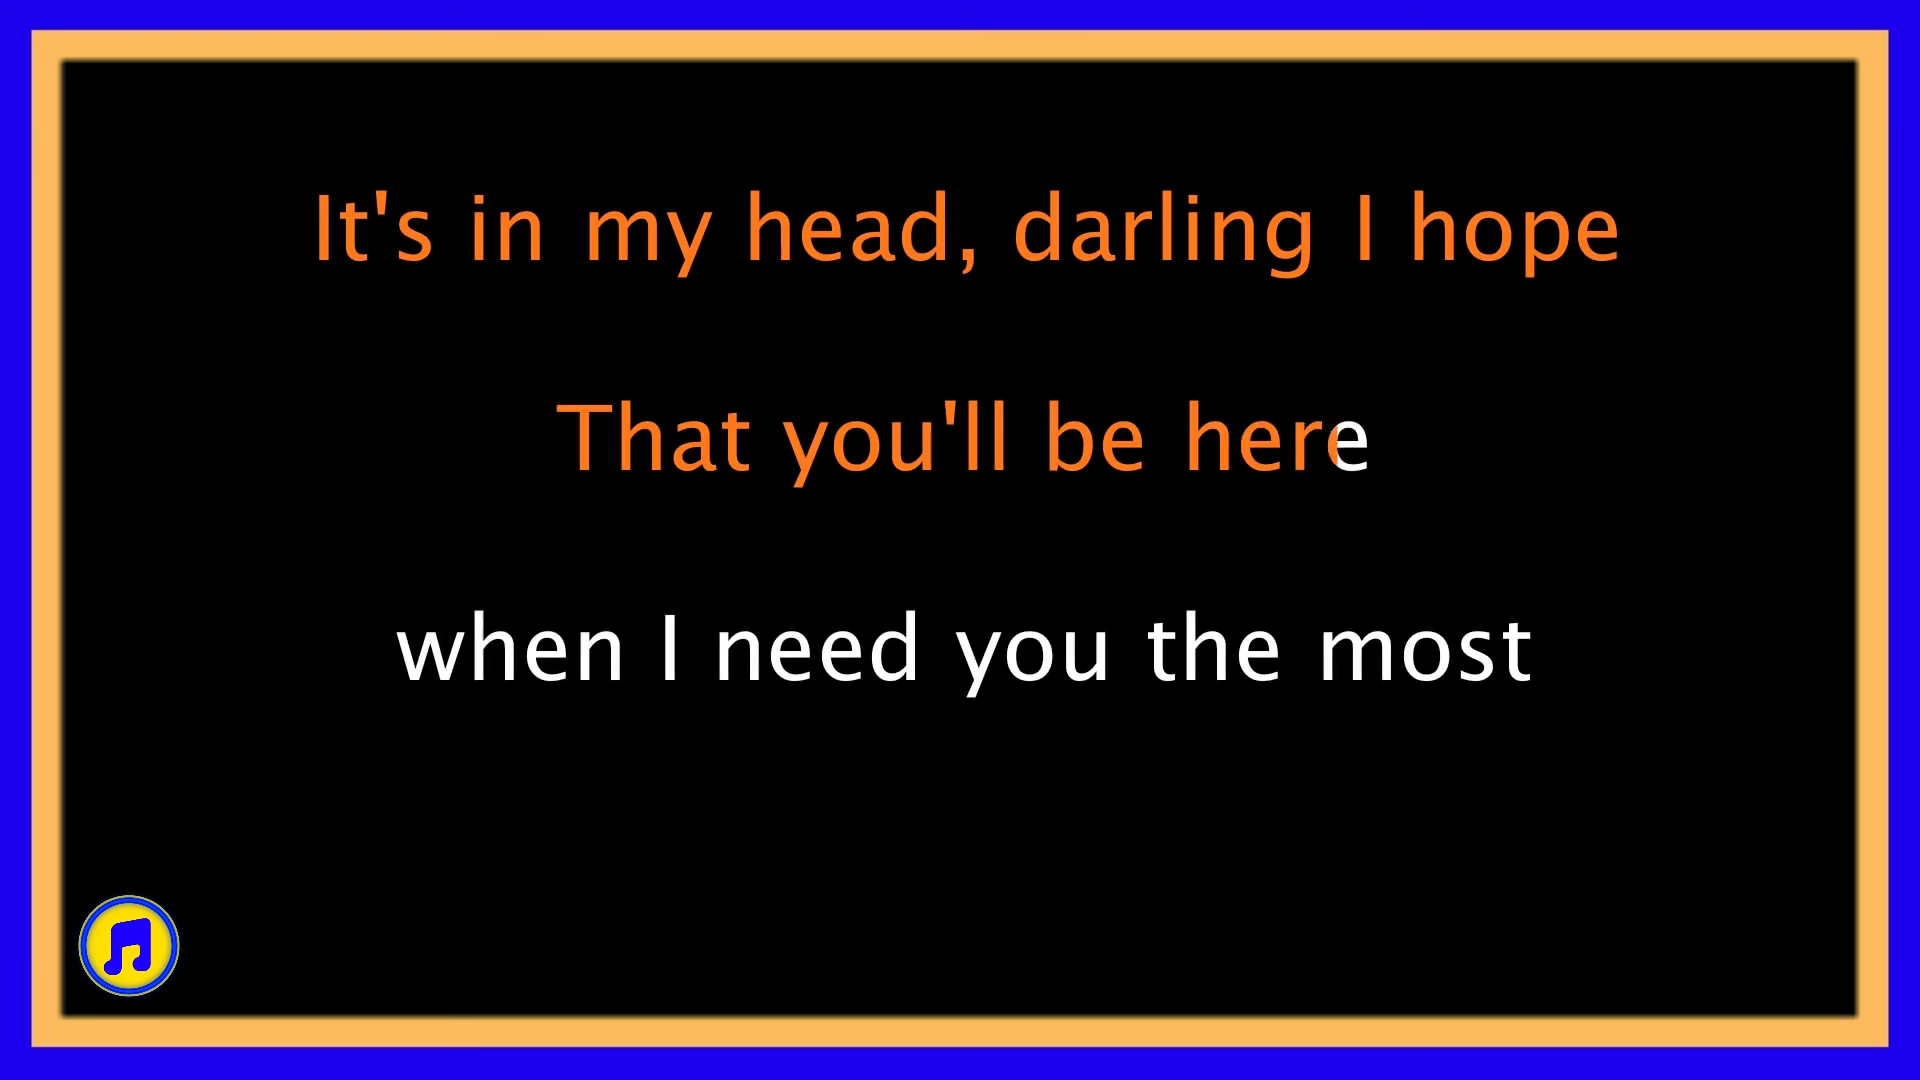 It's in my head, darling I hope
That you'll be here
when I need you the most